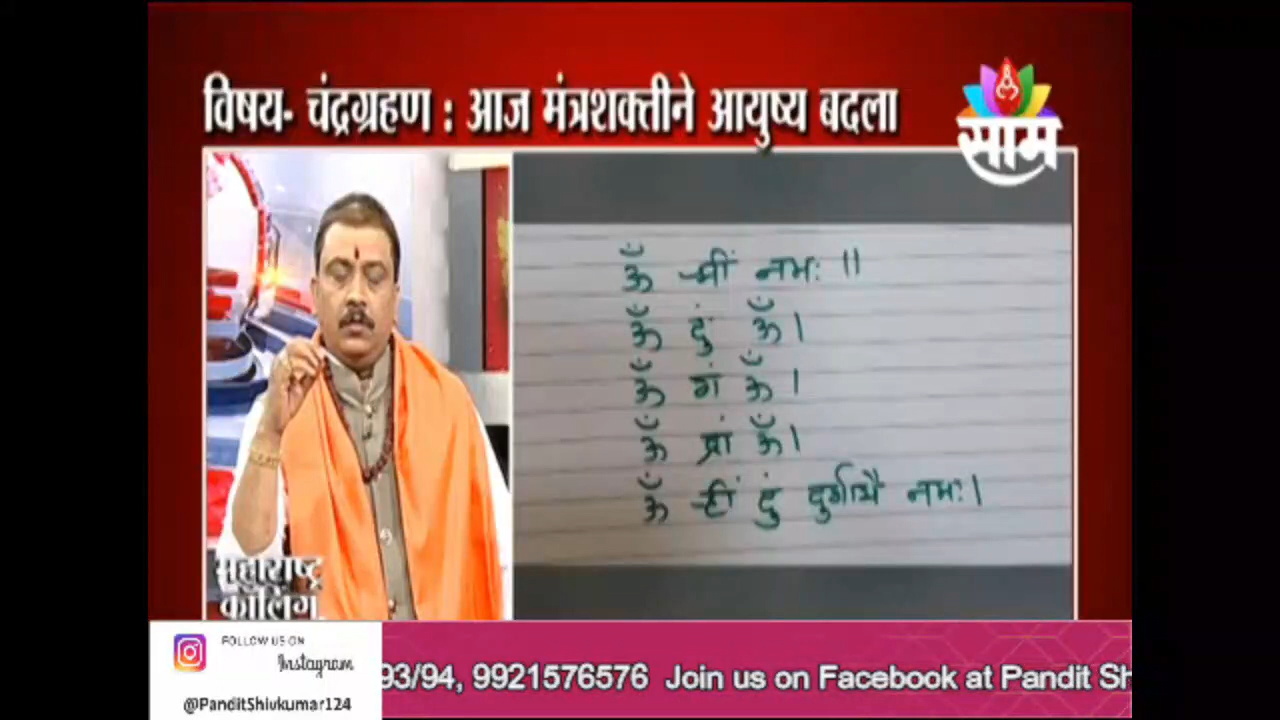 विषय- चंद्रग्रहण : आज मंत्रशक्तीने आयुष्य बदला
साम
ॐ श्रीं नमः ॥
ॐ दुं ॐ ।
ॐ गं ॐ ।
ॐ प्रां ॐ ।
ॐ ह्रीं दुं दुर्गायै नमः ।
महाराष्ट्र
कॉलिंग
FOLLOW US ON
Instagram
@PanditShivkumar124
93/94, 9921576576 Join us on Facebook at Pandit Sh